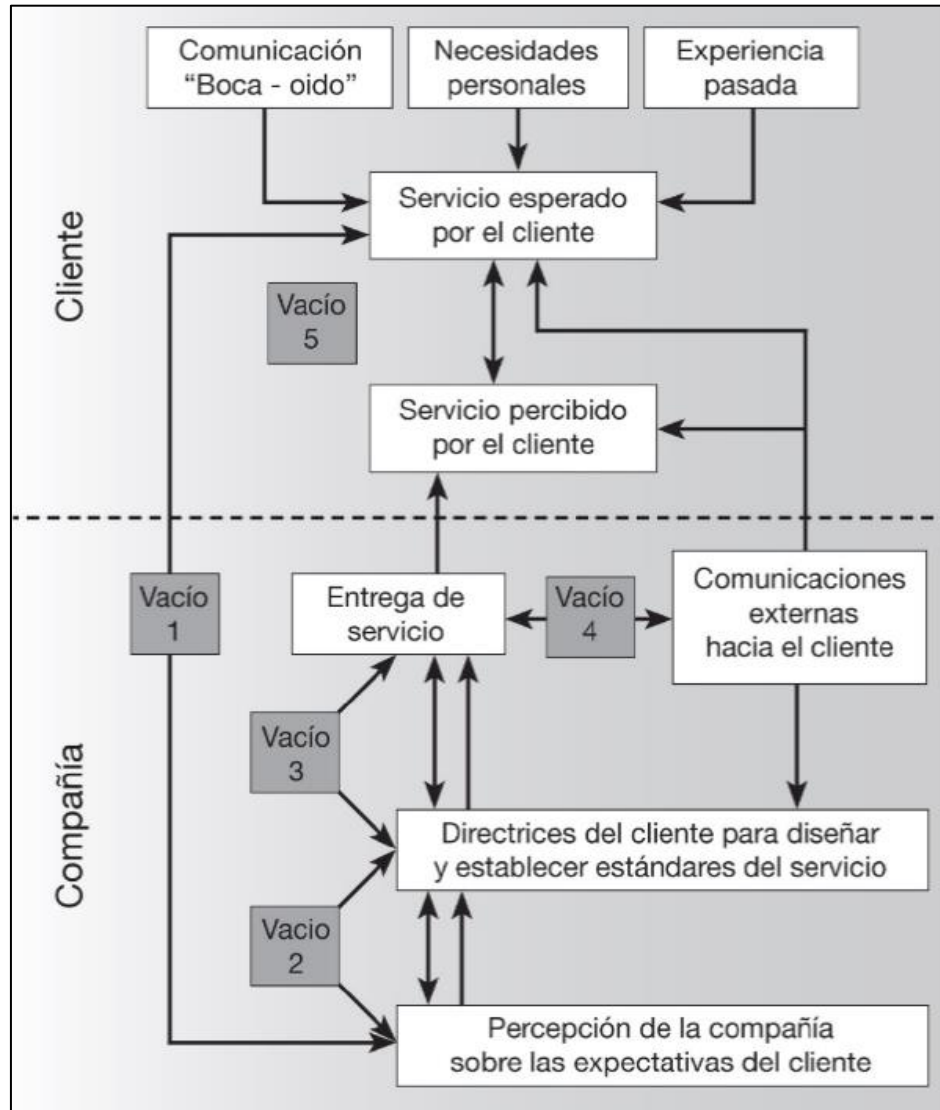 Comunicación
“Boca - oido”
Necesidades
personales
Experiencia
pasada
Cliente
Servicio esperado
por el cliente
Vacío
5
Servicio percibido
por el cliente
Compañía
Vacío
1
Entrega de
servicio
Vacío
4
Comunicaciones
externas
hacia el cliente
Vacío
3
Directrices del cliente para diseñar
y establecer estándares del servicio
Vacio
2
Percepción de la compañía
sobre las expectativas del cliente